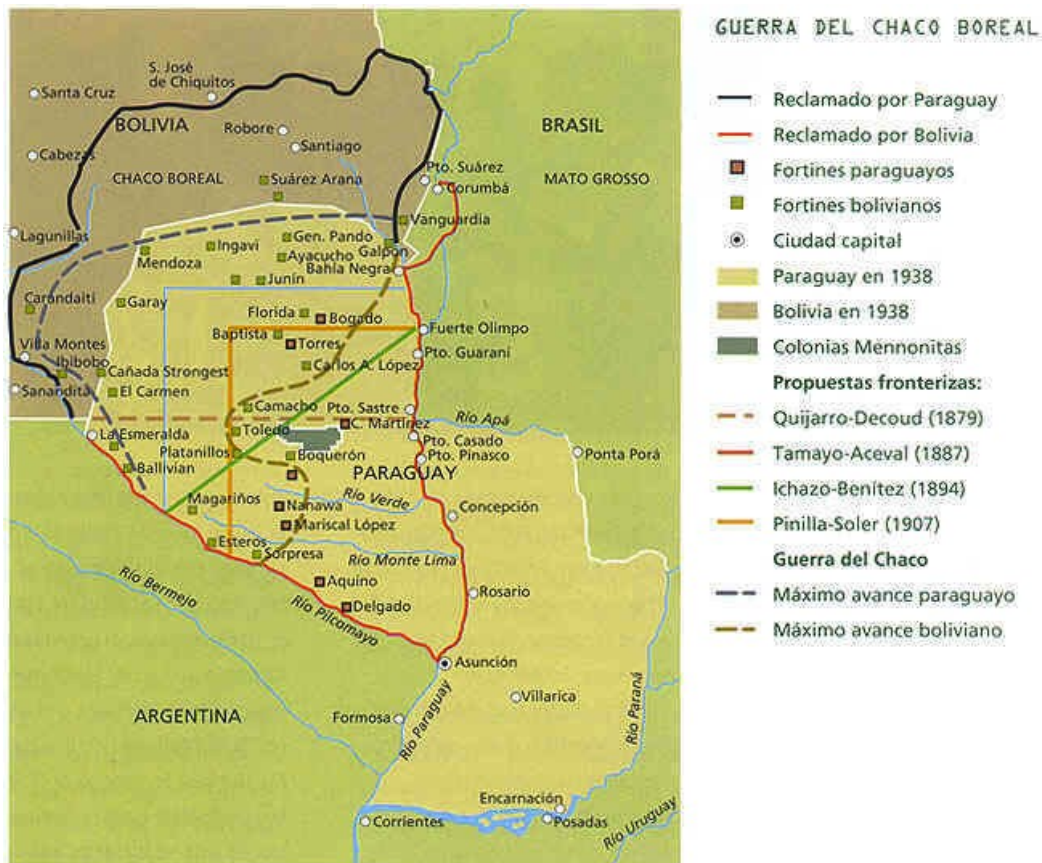 GUERRA DEL CHACO BOREAL
Reclamado por Paraguay
Reclamado por Bolivia
Fortines paraguayos
Fortines bolivianos
Ciudad capital
Paraguay en 1938
Bolivia en 1938
Colonias Mennonitas
Propuestas fronterizas:
Quijarro-Decoud (1879)
Tamayo-Aceval (1887)
Ichazo-Benítez (1894)
Pinilla-Soler (1907)
Guerra del Chaco
Máximo avance paraguayo
Máximo avance boliviano
S. José
de Chiquitos
Santa Cruz
BOLIVIA
Robore
BRASIL
Cabezas
Santiago
Pto. Suárez
CHACO BOREAL
Suárez Arana
MATO GROSSO
Corumbá
Vanguardia
Lagunillas
Gen. Pando
Ingavi
Galpón
Mendoza
Ayacucho
Bahía Negra
Junín
Carandaiti
Garay
Florida
Bogado
Fuerte Olimpo
Baptista
Torres
Villa Montes
Pto. Guaraní
Ibibobo
Carlos A. López
Cañada Strongest
Sanandita
El Carmen
Camacho
Pto. Sastre
Río Apá
C. Martínez
La Esmeralda
Toledo
Pto. Casado
Platanillos
Boquerón
Pto. Pinasco
Ponta Porá
Ballivian
PARAGUAY
Magariños
Río Verde
Nanawa
Concepción
Mariscal López
Esteros
Sorpresa
Río Monte Lima
Río Bermejo
Aquino
Rosario
Río Pilcomayo
Delgado
Asunción
Villarica
ARGENTINA
Formosa
Río Paraguay
Río Paraná
Encarnación
Corrientes
Posadas
Río Uruguay